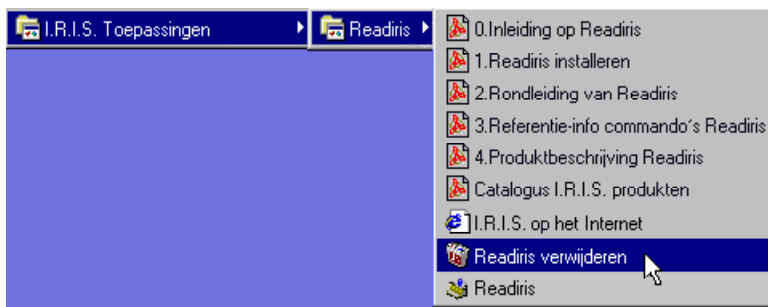 I.R.I.S. Toepassingen
Readiris
0.Inleiding op Readiris
1.Readiris installeren
2.Rondleiding van Readiris
3.Referentie-info commando's Readiris
4.Produktbeschrijving Readiris
Catalogus I.R.I.S. produkten
I.R.I.S. op het Internet
Readiris verwijderen
Readiris